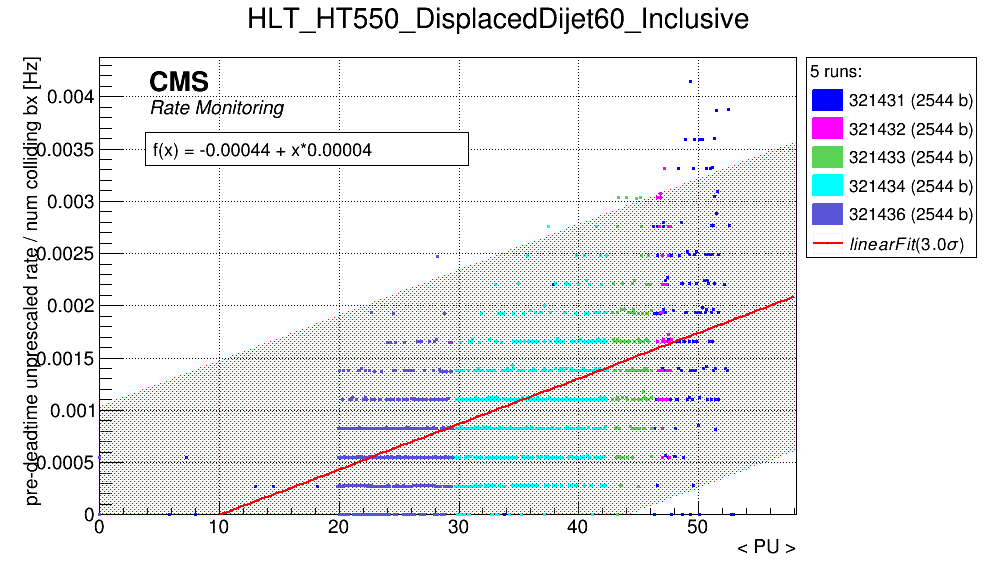 HLT_HT550_DisplacedDijet60_Inclusive
pre-deadtime unprescaled rate / num colliding bx [Hz]
0.004
0.0035
0.003
0.0025
0.002
0.0015
0.001
0.0005
0
CMS
Rate Monitoring
f(x) = -0.00044 + x*0.00004
5 runs:
321431 (2544 b)
321432 (2544 b)
321433 (2544 b)
321434 (2544 b)
321436 (2544 b)
linearFit(3.0σ)
0 10 20 30 40 50
< PU >